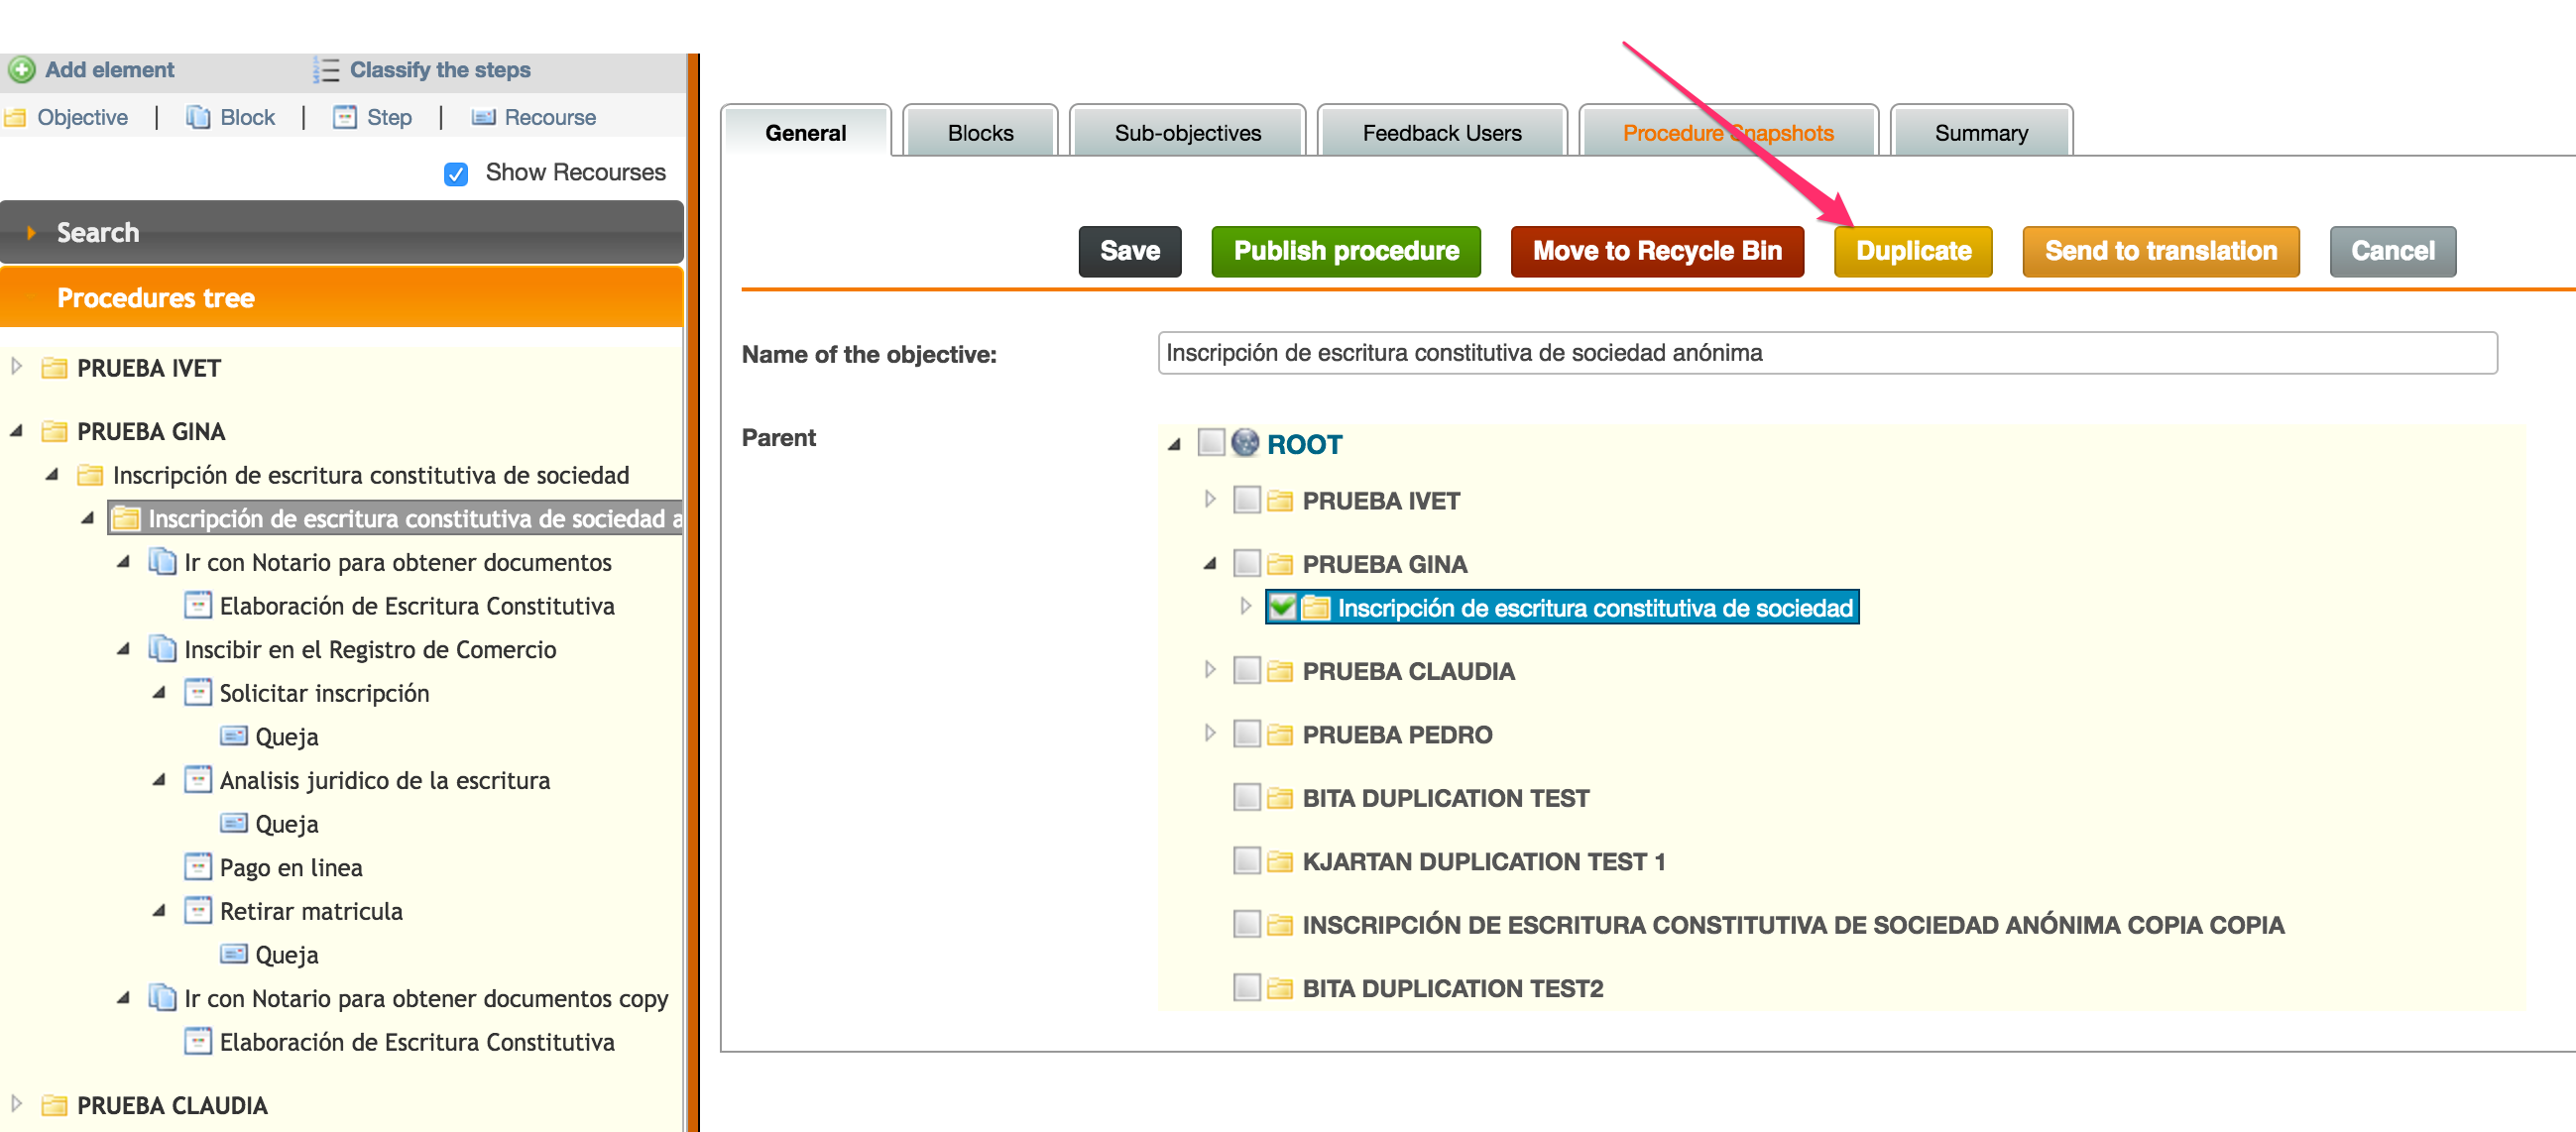 Add element Classify the steps
Objective | Block | Step | Recourse
Show Recourses
Search
Procedures tree
PRUEBA IVET
PRUEBA GINA
Inscripción de escritura constitutiva de sociedad
Inscripción de escritura constitutiva de sociedad a
Ir con Notario para obtener documentos
Elaboración de Escritura Constitutiva
Inscibir en el Registro de Comercio
Solicitar inscripción
Queja
Analisis juridico de la escritura
Queja
Pago en linea
Retirar matricula
Queja
Ir con Notario para obtener documentos copy
Elaboración de Escritura Constitutiva
PRUEBA CLAUDIA
General Blocks Sub-objectives Feedback Users Procedure Snapshots Summary
Save Publish procedure Move to Recycle Bin Duplicate Send to translation Cancel
Name of the objective: Inscripción de escritura constitutiva de sociedad anónima
Parent
ROOT
PRUEBA IVET
PRUEBA GINA
Inscripción de escritura constitutiva de sociedad
PRUEBA CLAUDIA
PRUEBA PEDRO
BITA DUPLICATION TEST
KJARTAN DUPLICATION TEST 1
INSCRIPCIÓN DE ESCRITURA CONSTITUTIVA DE SOCIEDAD ANÓNIMA COPIA COPIA
BITA DUPLICATION TEST2